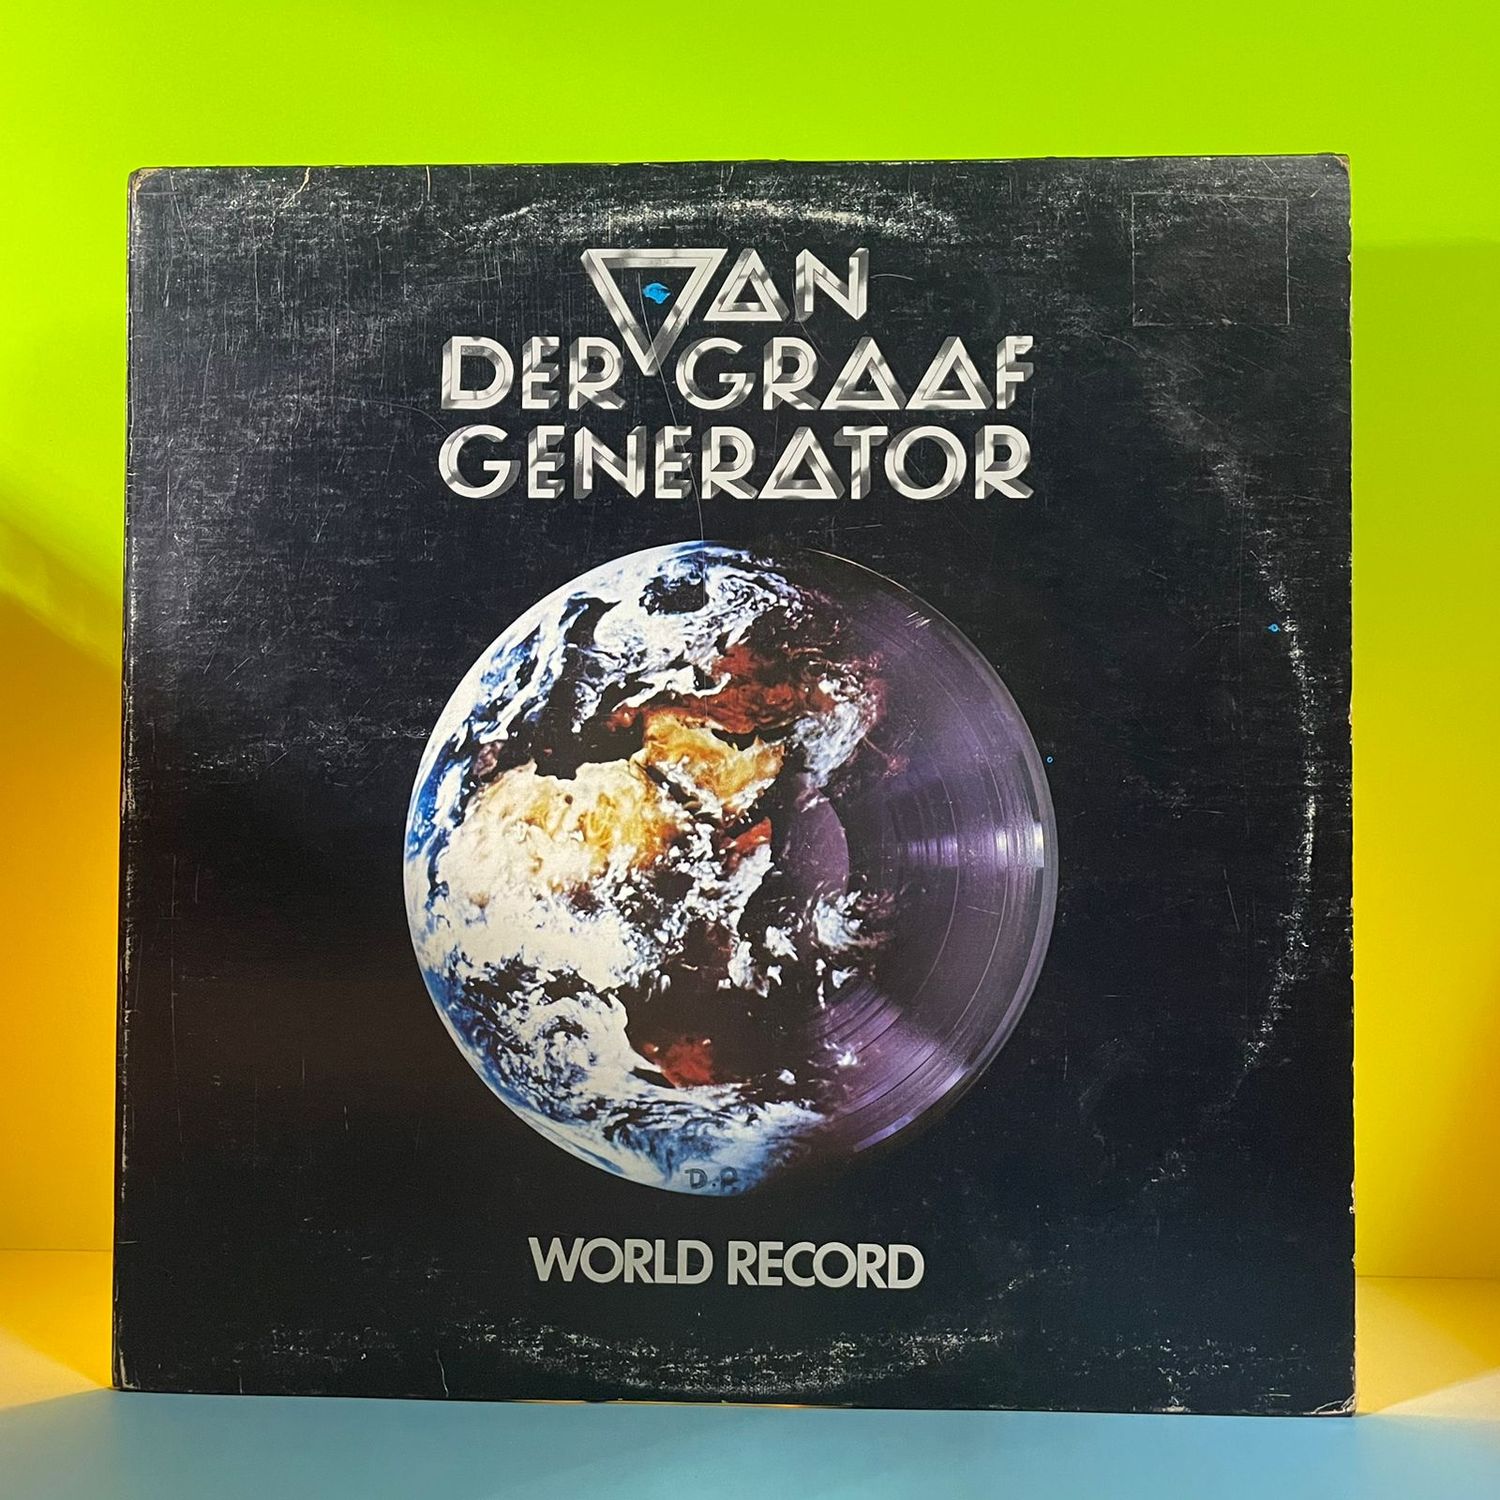 VAN
DER GRAAF
GENERATOR
WORLD RECORD